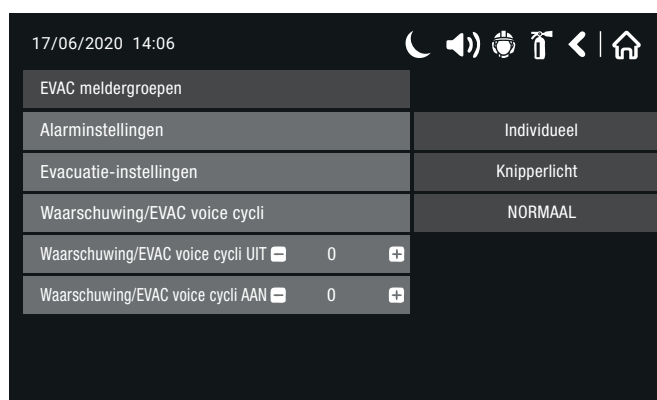 17/06/2020 14:06
EVAC meldergroepen
Alarminstellingen Individueel
Evacuatie-instellingen Knipperlicht
Waarschuwing/EVAC voice cycli NORMAAL
Waarschuwing/EVAC voice cycli UIT - 0 +
Waarschuwing/EVAC voice cycli AAN - 0 +